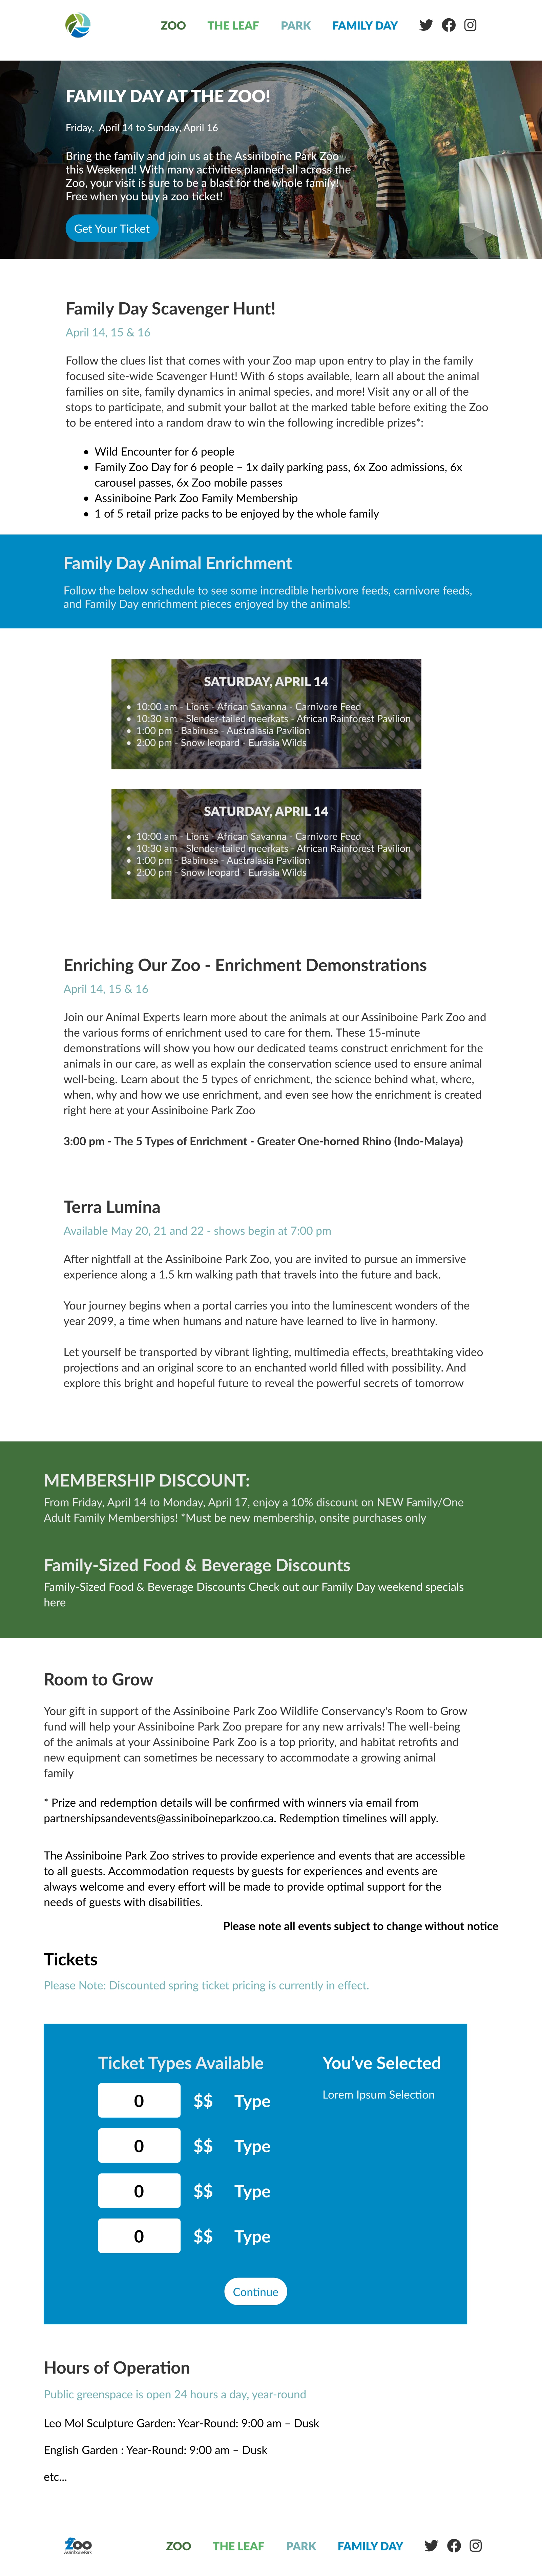 ZOO THE LEAF PARK FAMILY DAY
FAMILY DAY AT THE ZOO!
Friday, April 14 to Sunday, April 16
Bring the family and join us at the Assiniboine Park Zoo
this Weekend! With many activities planned all across the
Zoo, your visit is sure to be a blast for the whole family!
Free when you buy a zoo ticket!
Get Your Ticket
Family Day Scavenger Hunt!
April 14, 15 & 16
Follow the clues list that comes with your Zoo map upon entry to play in the family
focused site-wide Scavenger Hunt! With 6 stops available, learn all about the animal
families on site, family dynamics in animal species, and more! Visit any or all of the
stops to participate, and submit your ballot at the marked table before exiting the Zoo
to be entered into a random draw to win the following incredible prizes*:
• Wild Encounter for 6 people
• Family Zoo Day for 6 people – 1x daily parking pass, 6x Zoo admissions, 6x
carousel passes, 6x Zoo mobile passes
• Assiniboine Park Zoo Family Membership
• 1 of 5 retail prize packs to be enjoyed by the whole family
Family Day Animal Enrichment
Follow the below schedule to see some incredible herbivore feeds, carnivore feeds,
and Family Day enrichment pieces enjoyed by the animals!
SATURDAY, APRIL 14
• 10:00 am - Lions - African Savanna - Carnivore Feed
• 10:30 am - Slender-tailed meerkats - African Rainforest Pavilion
• 1:00 pm - Babirusa - Australasia Pavilion
• 2:00 pm - Snow leopard - Eurasia Wilds
SATURDAY, APRIL 14
• 10:00 am - Lions - African Savanna - Carnivore Feed
• 10:30 am - Slender-tailed meerkats - African Rainforest Pavilion
• 1:00 pm - Babirusa - Australasia Pavilion
• 2:00 pm - Snow leopard - Eurasia Wilds
Enriching Our Zoo - Enrichment Demonstrations
April 14, 15 & 16
Join our Animal Experts learn more about the animals at our Assiniboine Park Zoo and
the various forms of enrichment used to care for them. These 15-minute
demonstrations will show you how our dedicated teams construct enrichment for the
animals in our care, as well as explain the conservation science used to ensure animal
well-being. Learn about the 5 types of enrichment, the science behind what, where,
when, why and how we use enrichment, and even see how the enrichment is created
right here at your Assiniboine Park Zoo
3:00 pm - The 5 Types of Enrichment - Greater One-horned Rhino (Indo-Malaya)
Terra Lumina
Available May 20, 21 and 22 - shows begin at 7:00 pm
After nightfall at the Assiniboine Park Zoo, you are invited to pursue an immersive
experience along a 1.5 km walking path that travels into the future and back.
Your journey begins when a portal carries you into the luminescent wonders of the
year 2099, a time when humans and nature have learned to live in harmony.
Let yourself be transported by vibrant lighting, multimedia effects, breathtaking video
projections and an original score to an enchanted world filled with possibility. And
explore this bright and hopeful future to reveal the powerful secrets of tomorrow
MEMBERSHIP DISCOUNT:
From Friday, April 14 to Monday, April 17, enjoy a 10% discount on NEW Family/One
Adult Family Memberships! *Must be new membership, onsite purchases only
Family-Sized Food & Beverage Discounts
Family-Sized Food & Beverage Discounts Check out our Family Day weekend specials
here
Room to Grow
Your gift in support of the Assiniboine Park Zoo Wildlife Conservancy's Room to Grow
fund will help your Assiniboine Park Zoo prepare for any new arrivals! The well-being
of the animals at your Assiniboine Park Zoo is a top priority, and habitat retrofits and
new equipment can sometimes be necessary to accommodate a growing animal
family
* Prize and redemption details will be confirmed with winners via email from
partnershipsandevents@assiniboineparkzoo.ca. Redemption timelines will apply.
The Assiniboine Park Zoo strives to provide experience and events that are accessible
to all guests. Accommodation requests by guests for experiences and events are
always welcome and every effort will be made to provide optimal support for the
needs of guests with disabilities.
Please note all events subject to change without notice
Tickets
Please Note: Discounted spring ticket pricing is currently in effect.
Ticket Types Available You've Selected
0 $$ Type Lorem Ipsum Selection
0 $$ Type
0 $$ Type
0 $$ Type
Continue
Hours of Operation
Public greenspace is open 24 hours a day, year-round
Leo Mol Sculpture Garden: Year-Round: 9:00 am – Dusk
English Garden : Year-Round: 9:00 am – Dusk
etc...
Zoo
Assiniboine Park
ZOO THE LEAF PARK FAMILY DAY